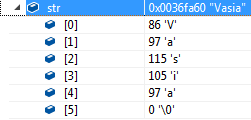 str 0x0036fa60 "Vasia"
[0] 86 'V'
[1] 97 'a'
[2] 115 's'
[3] 105 'i'
[4] 97 'a'
[5] 0 '\0'